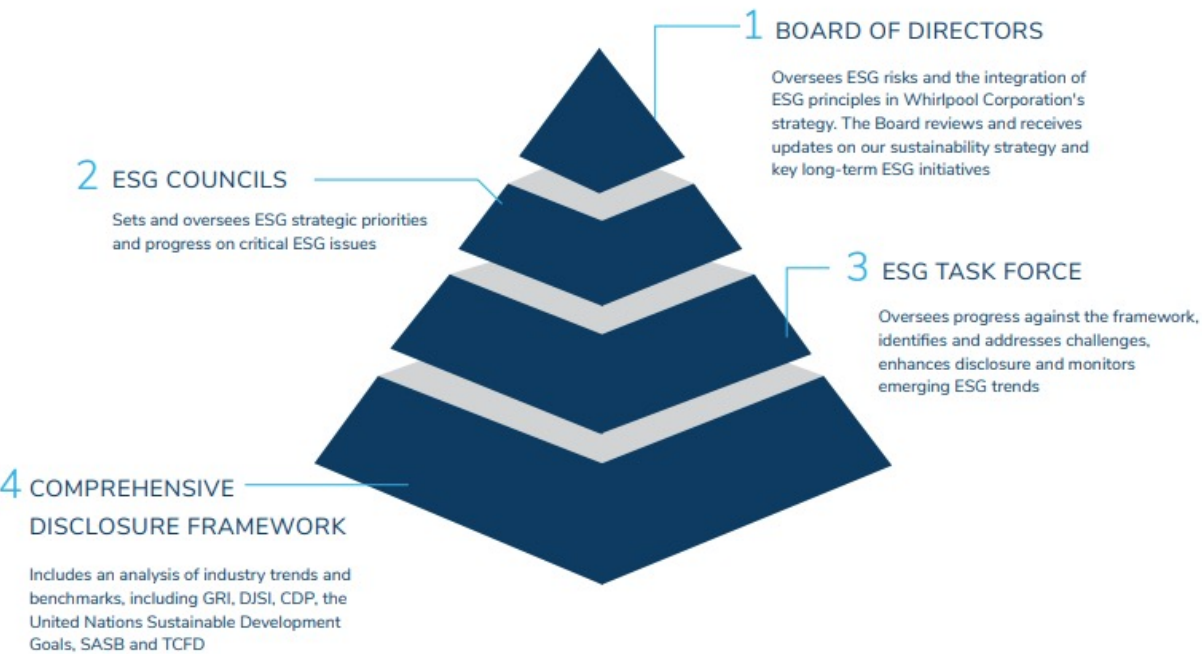 1 BOARD OF DIRECTORS
Oversees ESG risks and the integration of
ESG principles in Whirlpool Corporation's
strategy. The Board reviews and receives
updates on our sustainability strategy and
key long-term ESG initiatives
2 ESG COUNCILS
Sets and oversees ESG strategic priorities
and progress on critical ESG issues
3 ESG TASK FORCE
Oversees progress against the framework,
identifies and addresses challenges,
enhances disclosure and monitors
emerging ESG trends
4 COMPREHENSIVE
DISCLOSURE FRAMEWORK
Includes an analysis of industry trends and
benchmarks, including GRI, DJSI, CDP, the
United Nations Sustainable Development
Goals, SASB and TCFD